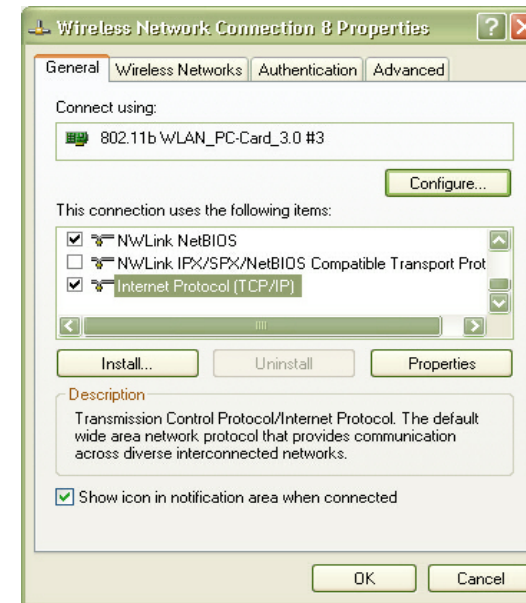 Wireless Network Connection 8 Properties
General Wireless Networks Authentication Advanced
Connect using:
802.11b WLAN_PC-Card_3.0 #3
Configure...
This connection uses the following items:
NWLink NetBIOS
NWLink IPX/SPX/NetBIOS Compatible Transport Prot
Internet Protocol (TCP/IP)
Install... Uninstall Properties
Description
Transmission Control Protocol/Internet Protocol. The default
wide area network protocol that provides communication
across diverse interconnected networks.
Show icon in notification area when connected
OK Cancel